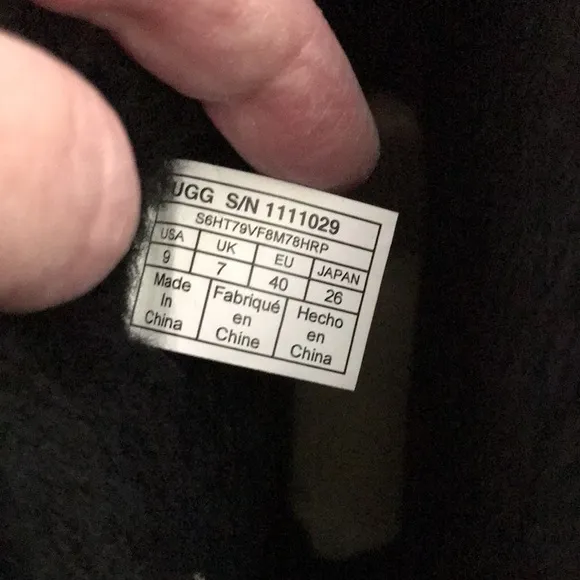 UGG S/N 1111029
S6HT79VF8M78HRP
USA UK EU JAPAN
9 7 40 26
Made Fabriqué Hecho
In en en
China Chine China